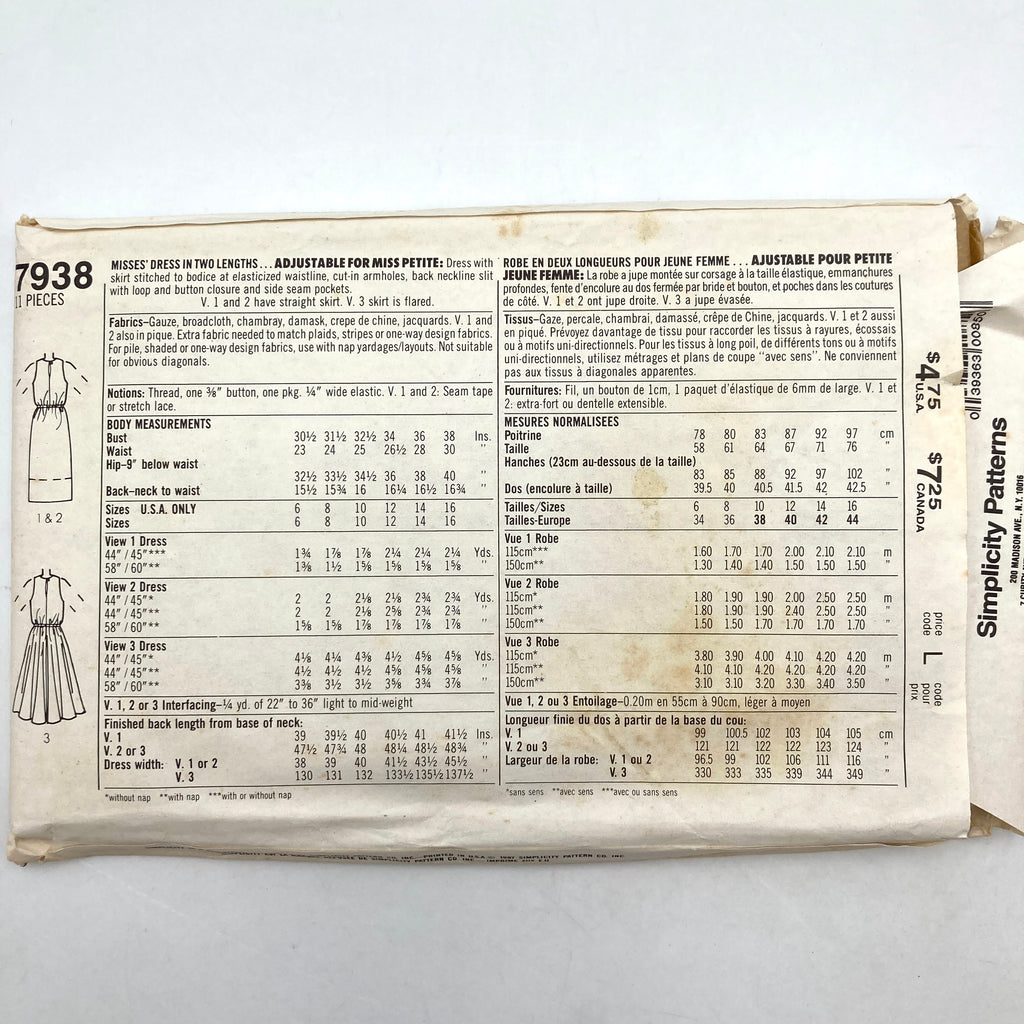 7938
11 PIECES
1 & 2
3
MISSES' DRESS IN TWO LENGTHS . . . ADJUSTABLE FOR MISS PETITE: Dress with
skirt stitched to bodice at elasticized waistline, cut-in armholes, back neckline slit
with loop and button closure and side seam pockets.
V. 1 and 2 have straight skirt. V. 3 skirt is flared.
Fabrics–Gauze, broadcloth, chambray, damask, crepe de chine, jacquards. V. 1 and
2 also in pique. Extra fabric needed to match plaids, stripes or one-way design fabrics.
For pile, shaded or one-way design fabrics, use with nap yardages/layouts. Not suitable
for obvious diagonals.
Notions: Thread, one ⅜" button, one pkg. ¼" wide elastic. V. 1 and 2: Seam tape
or stretch lace.
BODY MEASUREMENTS
Bust 30½ 31½ 32½ 34 36 38 Ins.
Waist 23 24 25 26½ 28 30 "
Hip–9" below waist
32½ 33½ 34½ 36 38 40 "
Back–neck to waist 15½ 15¾ 16 16¼ 16½ 16¾ "
Sizes U.S.A. ONLY 6 8 10 12 14 16
Sizes 6 8 10 12 14 16
View 1 Dress
44" / 45"*** 1¾ 1⅞ 1⅞ 2¼ 2¼ 2¼ Yds.
58" / 60"** 1⅜ 1½ 1⅝ 1⅝ 1⅝ 1⅝ "
View 2 Dress
44" / 45"* 2 2 2⅛ 2⅛ 2¾ 2¾ Yds.
44" / 45"** 2 2 2⅛ 2⅝ 2¾ 2¾ "
58" / 60"** 1⅝ 1⅝ 1⅞ 1⅞ 1⅞ 1⅞ "
View 3 Dress
44" / 45"* 4⅛ 4¼ 4⅜ 4½ 4⅝ 4⅝ Yds.
44" / 45"** 4½ 4½ 4½ 4⅝ 4⅝ 4⅝ "
58" / 60"** 3⅜ 3½ 3½ 3⅝ 3¾ 3⅞ "
V. 1, 2 or 3 Interfacing–¼ yd. of 22" to 36" light to mid-weight
Finished back length from base of neck:
V. 1 39 39½ 40 40½ 41 41½ Ins.
V. 2 or 3 47½ 47¾ 48 48¼ 48½ 48¾ "
Dress width: V. 1 or 2 38 39 40 41½ 43½ 45½ "
V. 3 130 131 132 133½ 135½ 137½ "
*without nap **with nap ***with or without nap
ROBE EN DEUX LONGUEURS POUR JEUNE FEMME . . . AJUSTABLE POUR PETITE
JEUNE FEMME: La robe a jupe montée sur corsage à la taille élastique, emmanchures
profondes, fente d'encolure au dos fermée par bride et bouton, et poches dans les coutures
de côté. V. 1 et 2 ont jupe droite. V. 3 a jupe évasée.
Tissus–Gaze, percale, chambrai, damassé, crêpe de Chine, jacquards. V. 1 et 2 aussi
en piqué. Prévoyez davantage de tissu pour raccorder les tissus à rayures, écossais
ou à motifs uni-directionnels. Pour les tissus à long poil, de différents tons ou à motifs
uni-directionnels, utilisez métrages et plans de coupe "avec sens". Ne conviennent
pas aux tissus à diagonales apparentes.
Fournitures: Fil, un bouton de 1cm, 1 paquet d'élastique de 6mm de large. V. 1 et
2: extra-fort ou dentelle extensible.
MESURES NORMALISEES
Poitrine 78 80 83 87 92 97 cm
Taille 58 61 64 67 71 76 "
Hanches (23cm au-dessous de la taille)
83 85 88 92 97 102 "
Dos (encolure à taille) 39.5 40 40.5 41.5 42 42.5 "
Tailles/Sizes 6 8 10 12 14 16
Tailles-Europe 34 36 38 40 42 44
Vue 1 Robe
115cm*** 1.60 1.70 1.70 2.00 2.10 2.10 m
150cm** 1.30 1.40 1.40 1.50 1.50 1.50 "
Vue 2 Robe
115cm* 1.80 1.90 1.90 2.00 2.50 2.50 m
115cm** 1.80 1.90 1.90 2.40 2.50 2.50 "
150cm** 1.50 1.50 1.70 1.70 1.70 1.70 "
Vue 3 Robe
115cm* 3.80 3.90 4.00 4.10 4.20 4.20 m
115cm** 4.10 4.10 4.20 4.20 4.20 4.20 "
150cm** 3.10 3.10 3.20 3.30 3.40 3.50 "
Vue 1, 2 ou 3 Entoilage–0.20m en 55cm à 90cm, léger à moyen
Longueur finie du dos à partir de la base du cou:
V. 1 99 100.5 102 103 104 105 cm
V. 2 ou 3 121 121 122 122 123 124 "
Largeur de la robe: V. 1 ou 2 96.5 99 102 106 111 116 "
V. 3 330 333 335 339 344 349 "
*sans sens **avec sens ***avec ou sans sens
$4.75
U.S.A.
$7.25
CANADA
price
code
L
code
pour
prix
0 39363 00850
Simplicity Patterns
200 MADISON AVE., N.Y. 10016
PRINTED IN U.S.A. © 1987 SIMPLICITY PATTERN CO. INC.